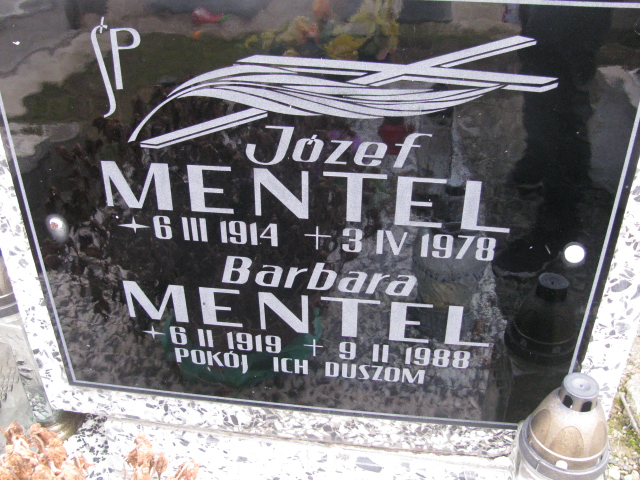 ŚP
Józef
MENTEL
6 III 1914 + 3 IV 1978
Barbara
MENTEL
6 II 1919 + 9 II 1988
POKÓJ ICH DUSZOM